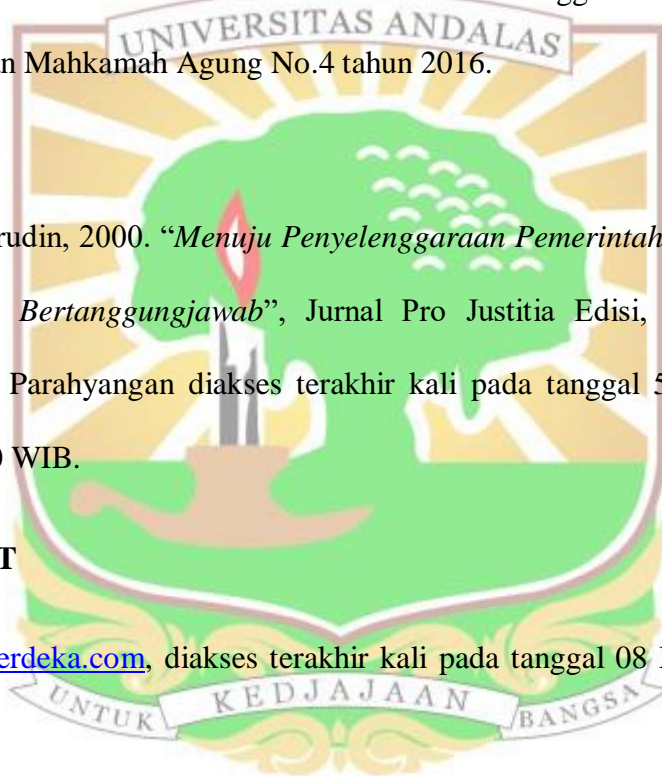 UNIVERSITAS ANDALAS
n Mahkamah Agung No.4 tahun 2016.
rudin, 2000. “Menuju Penyelenggaraan Pemerintah
Bertanggungjawab”, Jurnal Pro Justitia Edisi,
Parahyangan diakses terakhir kali pada tanggal 5
WIB.
T
erdeka.com, diakses terakhir kali pada tanggal 08
UNTUK KEDJAJAAN BANGSA